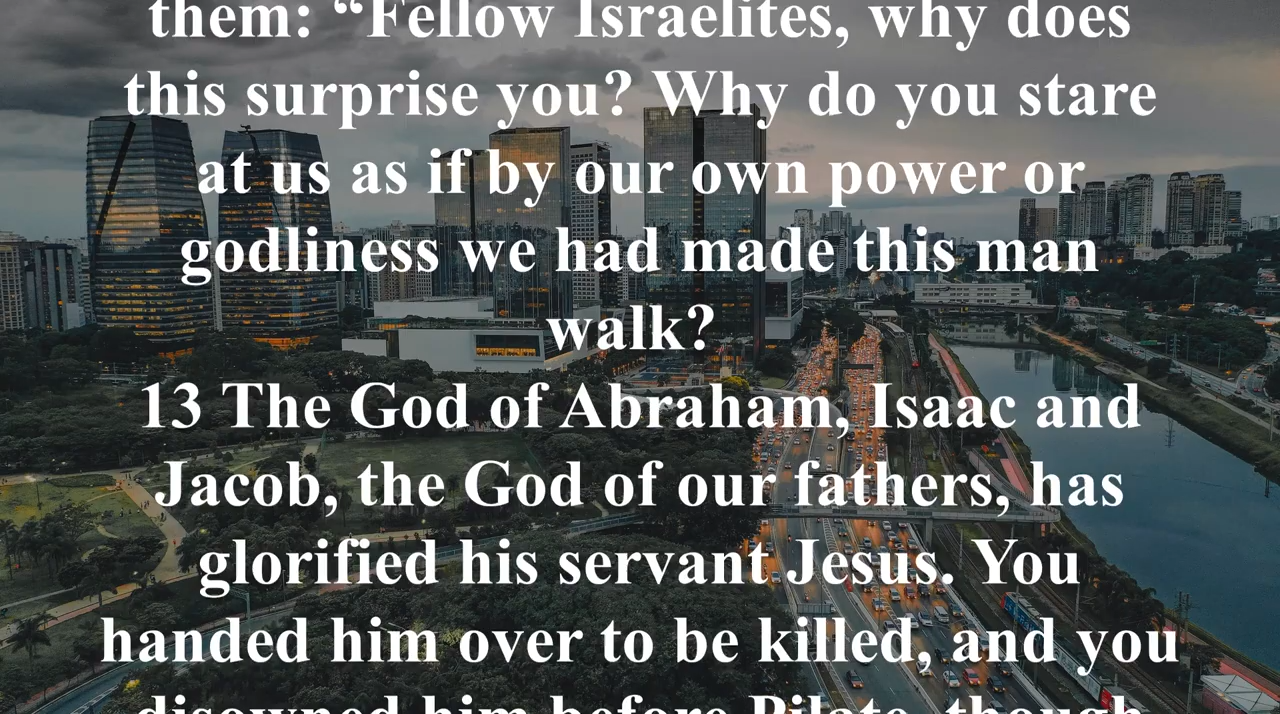 them: “Fellow Israelites, why does
this surprise you? Why do you stare
at us as if by our own power or
godliness we had made this man
walk?
13 The God of Abraham, Isaac and
Jacob, the God of our fathers, has
glorified his servant Jesus. You
handed him over to be killed, and you
disowned him before Pilate, though